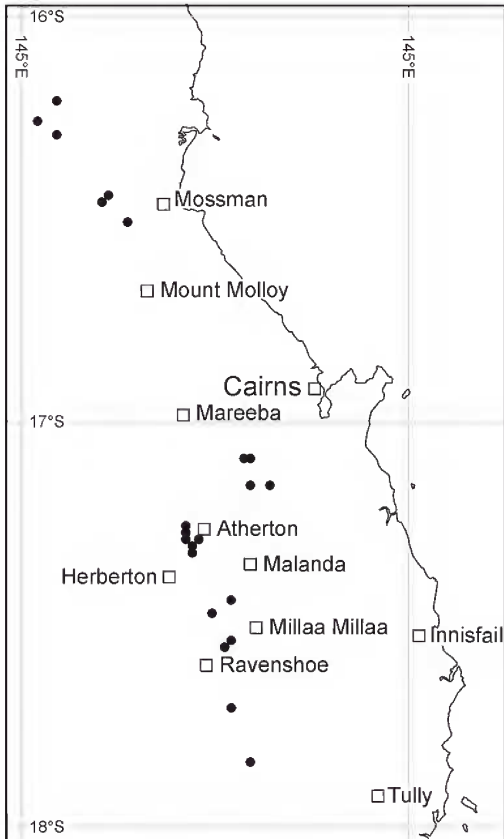 16°S
145°E
145°E
Mossman
Mount Molloy
Cairns
Mareeba
17°S
Atherton
Malanda
Herberton
Millaa Millaa
Innisfail
Ravenshoe
Tully
18°S